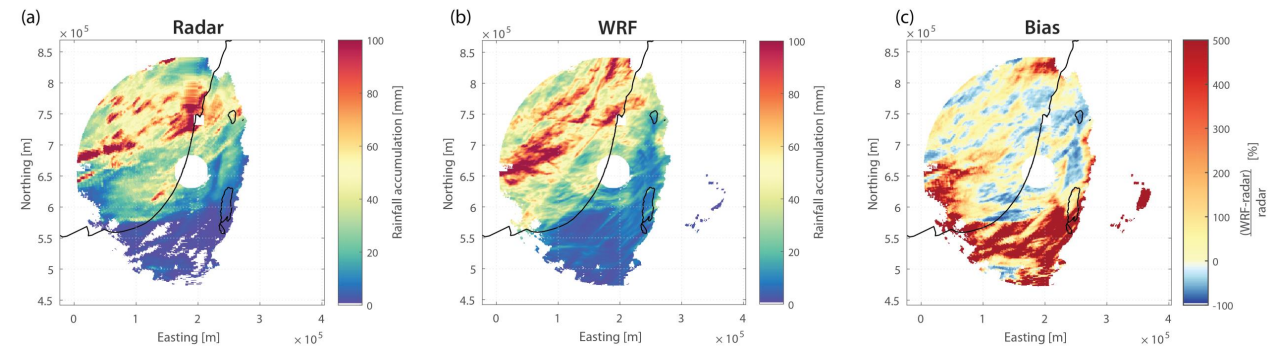 (a)
Radar
× 10 5
8.5
8
7.5
7
6.5
6
5.5
5
4.5
Northing [m]
0
1
2
3
4
Easting [m]
× 10 5
100
80
60
40
20
0
Rainfall accumulation [mm]
(b)
WRF
× 10 5
8.5
8
7.5
7
6.5
6
5.5
5
4.5
Northing [m]
0
1
2
3
4
Easting [m]
× 10 5
100
80
60
40
20
0
Rainfall accumulation [mm]
(c)
Bias
× 10 5
8.5
8
7.5
7
6.5
6
5.5
5
4.5
Northing [m]
0
1
2
3
4
Easting [m]
× 10 5
500
400
300
200
100
0
-100
(WRF-radar) [%]
radar